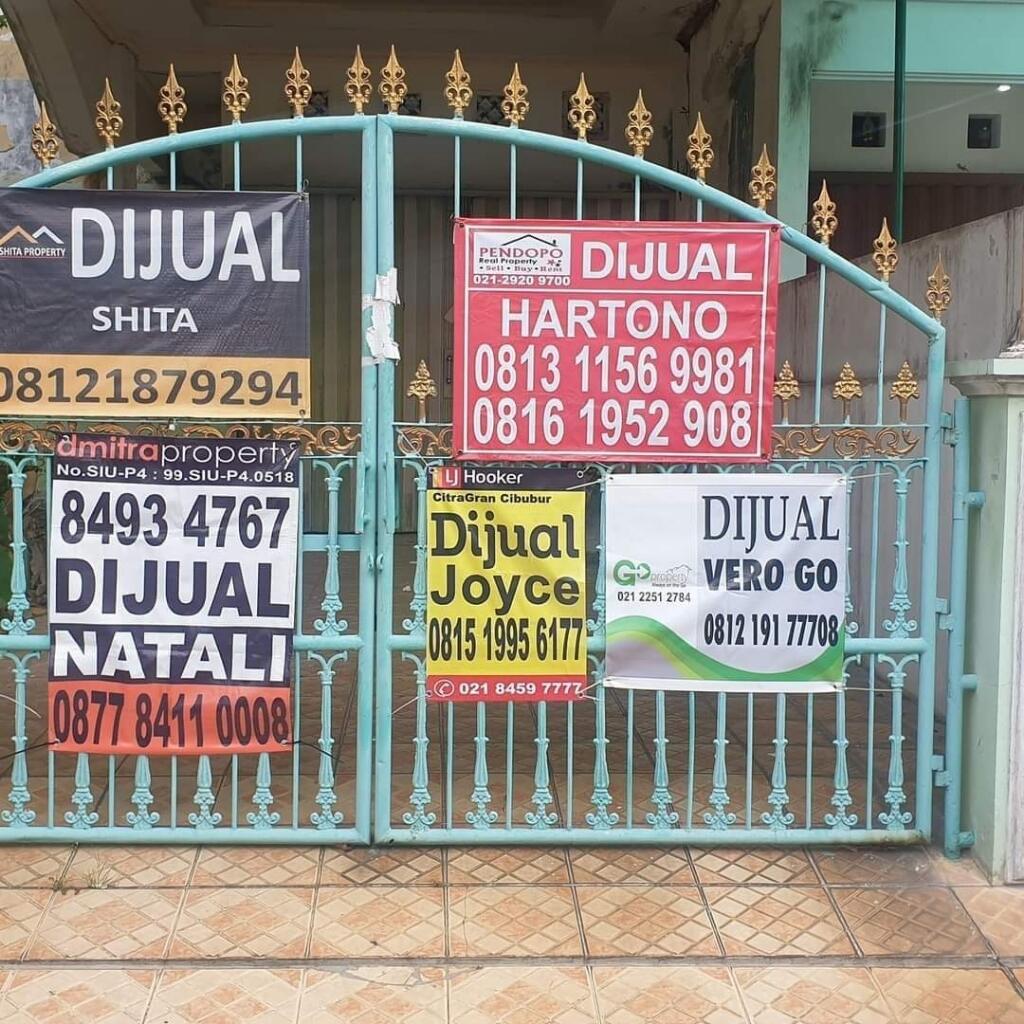 SHITA PROPERTY
DIJUAL
SHITA
08121879294
PENDOPO
Real Property
• Sell • Buy • Rent
021-2920 9700
DIJUAL
HARTONO
0813 1156 9981
0816 1952 908
dmitraproperty
No.SIU-P4 : 99.SIU-P4.0518
8493 4767
DIJUAL
NATALI
0877 8411 0008
LJ Hooker
CitraGran Cibubur
Dijual
Joyce
0815 1995 6177
021 8459 7777
DIJUAL
GO property
021 2251 2784
VERO GO
0812 191 77708